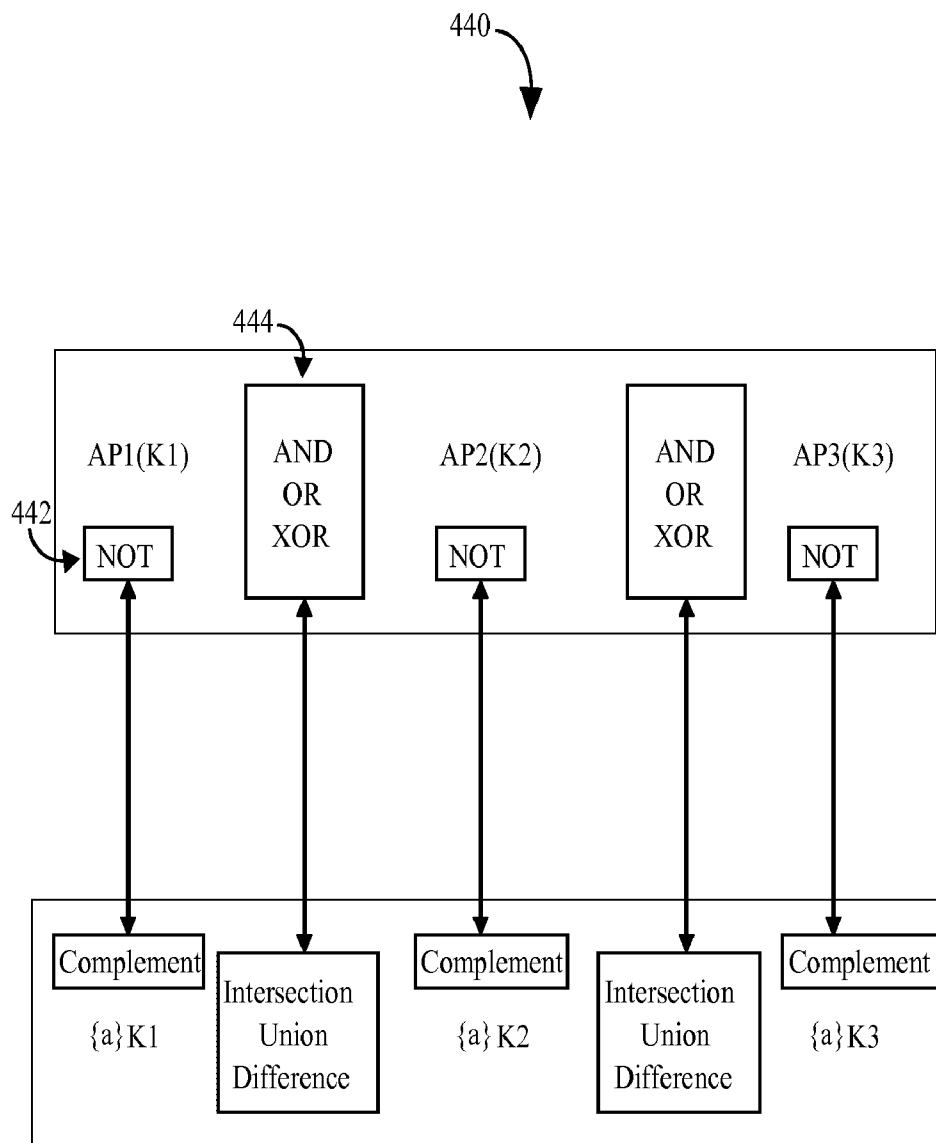 440
444
AP1(K1)
AND
OR
XOR
AP2(K2)
AND
OR
XOR
AP3(K3)
442
NOT
NOT
NOT
Complement
Intersection
Union
Difference
Complement
Intersection
Union
Difference
Complement
{a}K1
{a}K2
{a}K3